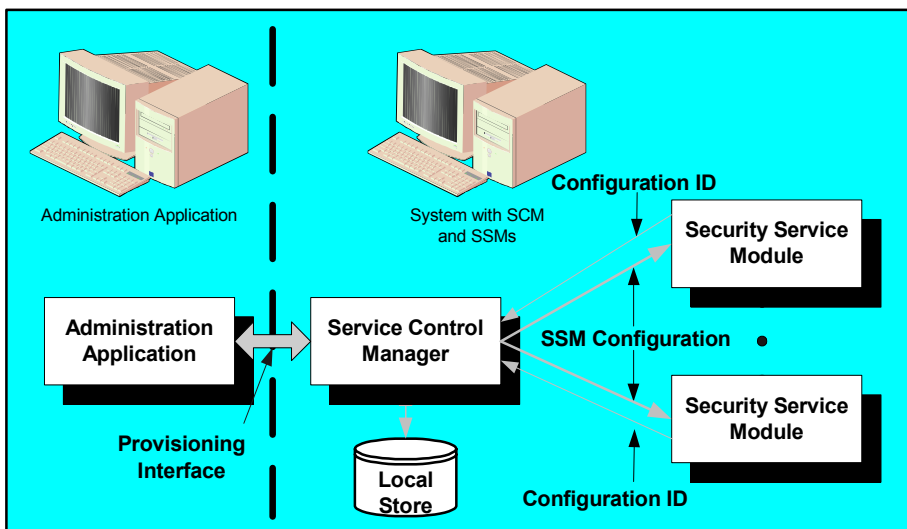 Administration Application
System with SCM
and SSMs
Configuration ID
Security Service
Module
Administration
Application
Service Control
Manager
SSM Configuration
Security Service
Module
Provisioning
Interface
Local
Store
Configuration ID